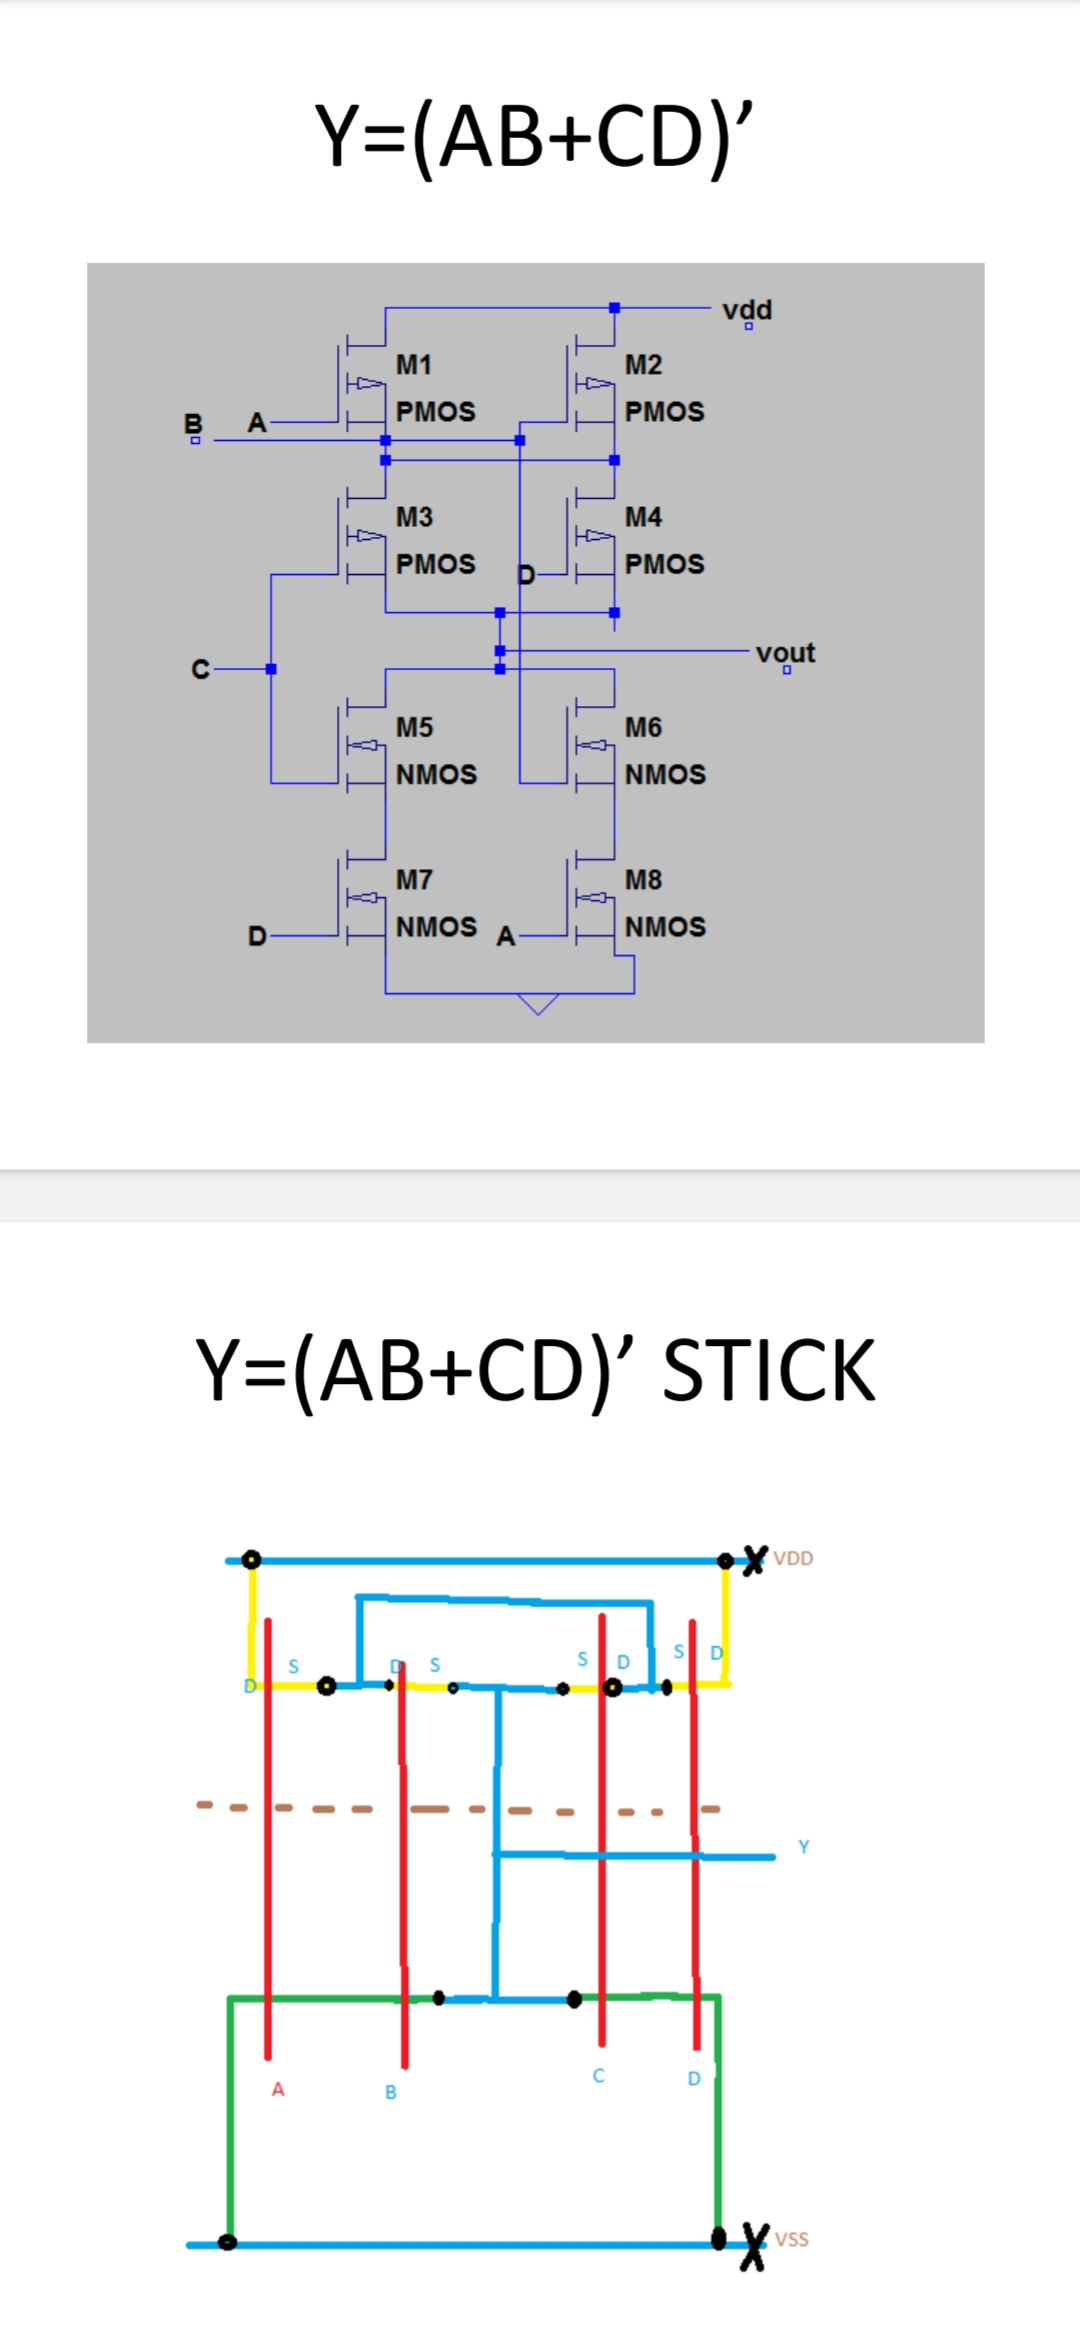 Y=(AB+CD)’
vdd
M1 M2
PMOS PMOS
B A
M3 M4
PMOS D PMOS
vout
C
M5 M6
NMOS NMOS
M7 M8
D NMOS A NMOS
Y=(AB+CD)’ STICK
VDD
D S D S S D S D
Y
A B C D
VSS